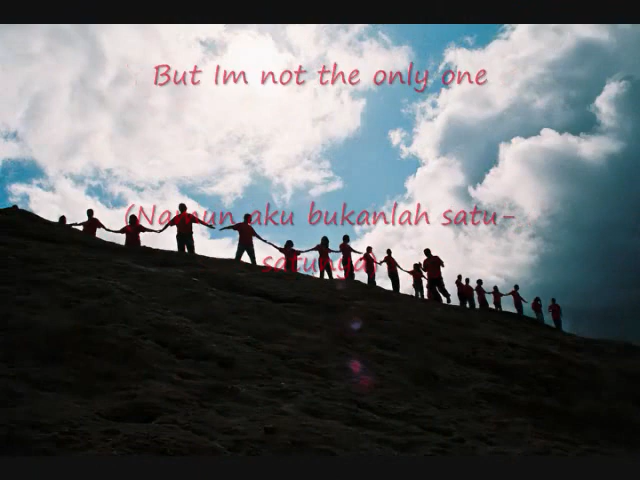 But Im not the only one
(Namun aku bukanlah satu-
satunya)